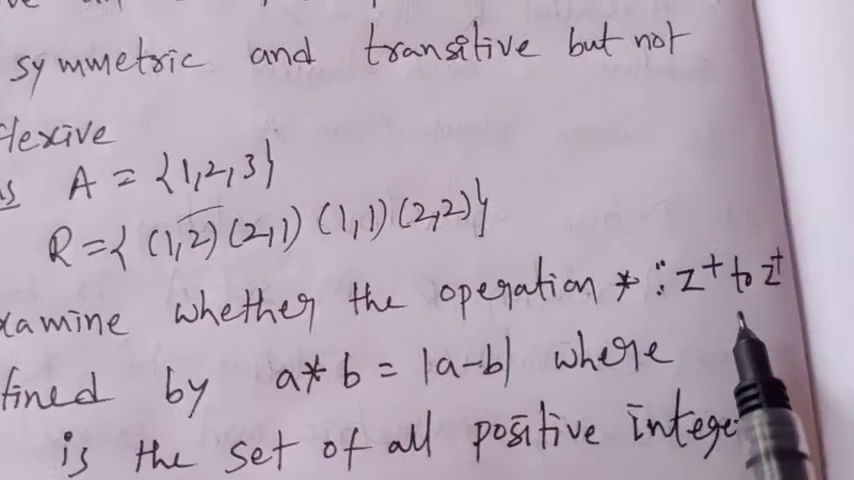 symmetric and transitive but not
flexive
A = {1,2,3}
R = { (1,2) (2,1) (1,1) (2,2)}
xamine whether the operation * : z+ to z+
fined by a * b = |a-b| where
is the set of all positive intege